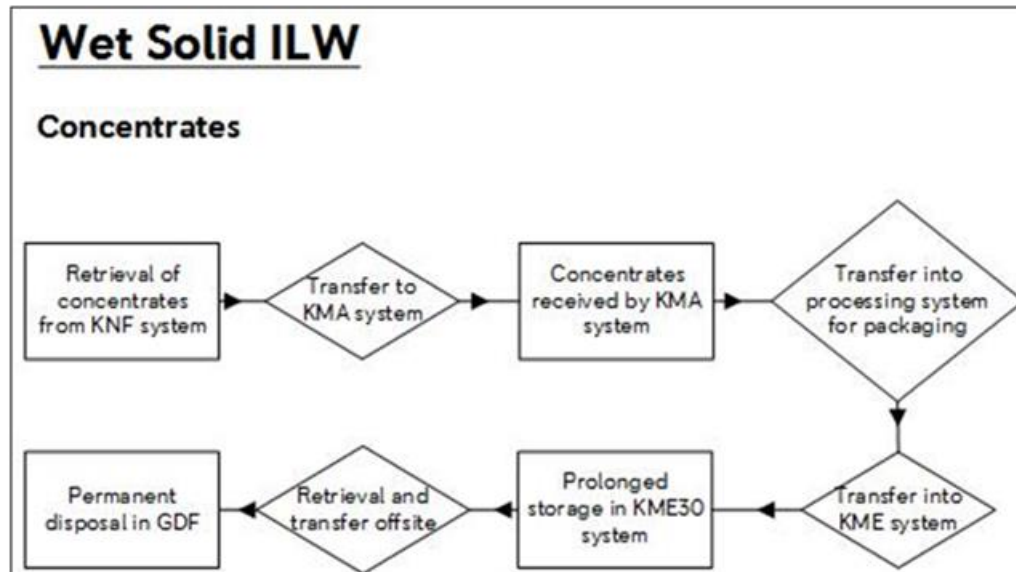 Wet Solid ILW
Concentrates
Retrieval of
concentrates
from KNF system
Transfer to
KMA system
Concentrates
received by KMA
system
Transfer into
processing system
for packaging
Transfer into
KME system
Prolonged
storage in KME30
system
Retrieval and
transfer offsite
Permanent
disposal in GDF